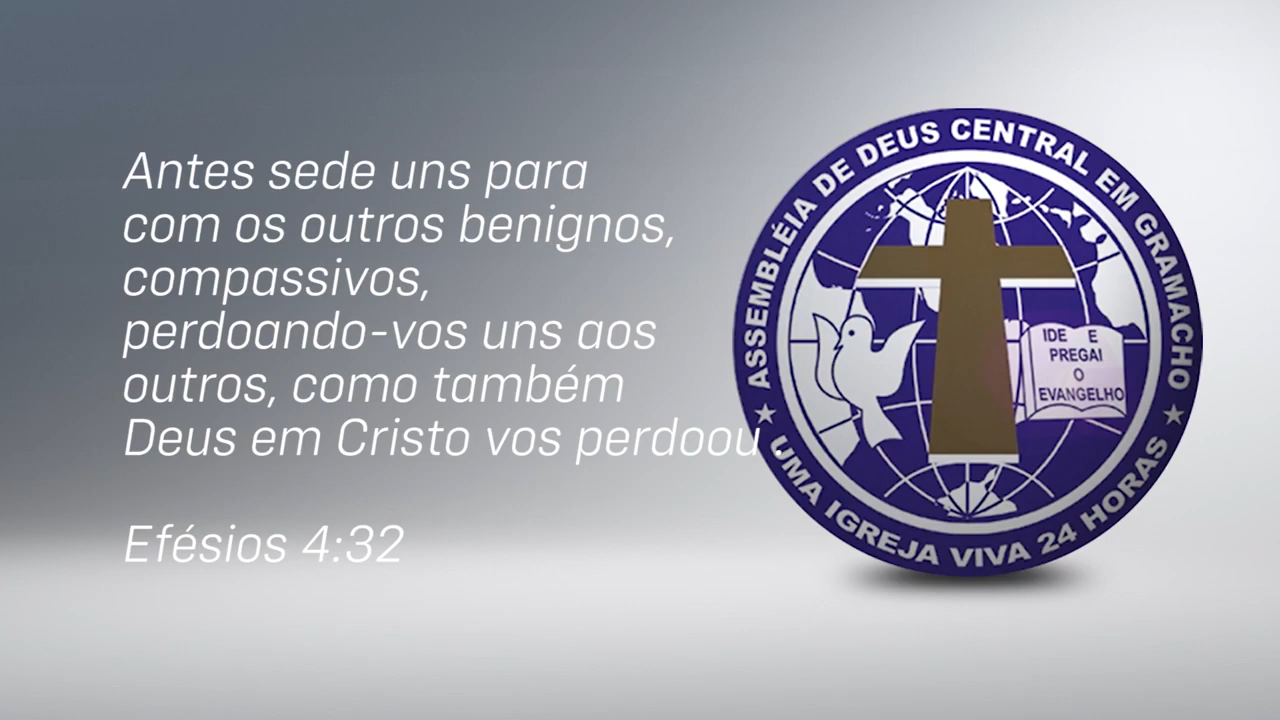 Antes sede uns para
com os outros benignos,
compassivos,
perdoando-vos uns aos
outros, como também
Deus em Cristo vos perdoou .
Efésios 4:32
ASSEMBLÉIA DE DEUS CENTRAL EM GRAMACHO
IDE E
PREGAI
O
EVANGELHO
★ UMA IGREJA VIVA 24 HORAS ★